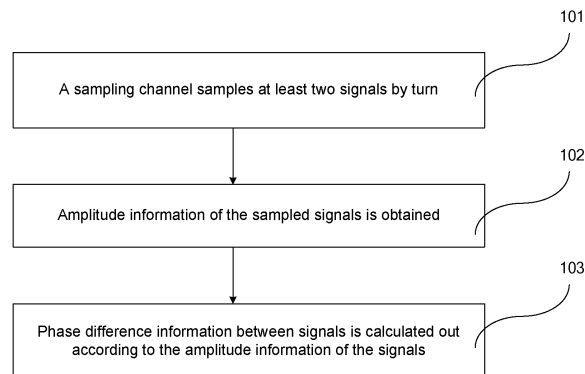 101
A sampling channel samples at least two signals by turn
102
Amplitude information of the sampled signals is obtained
103
Phase difference information between signals is calculated out
according to the amplitude information of the signals